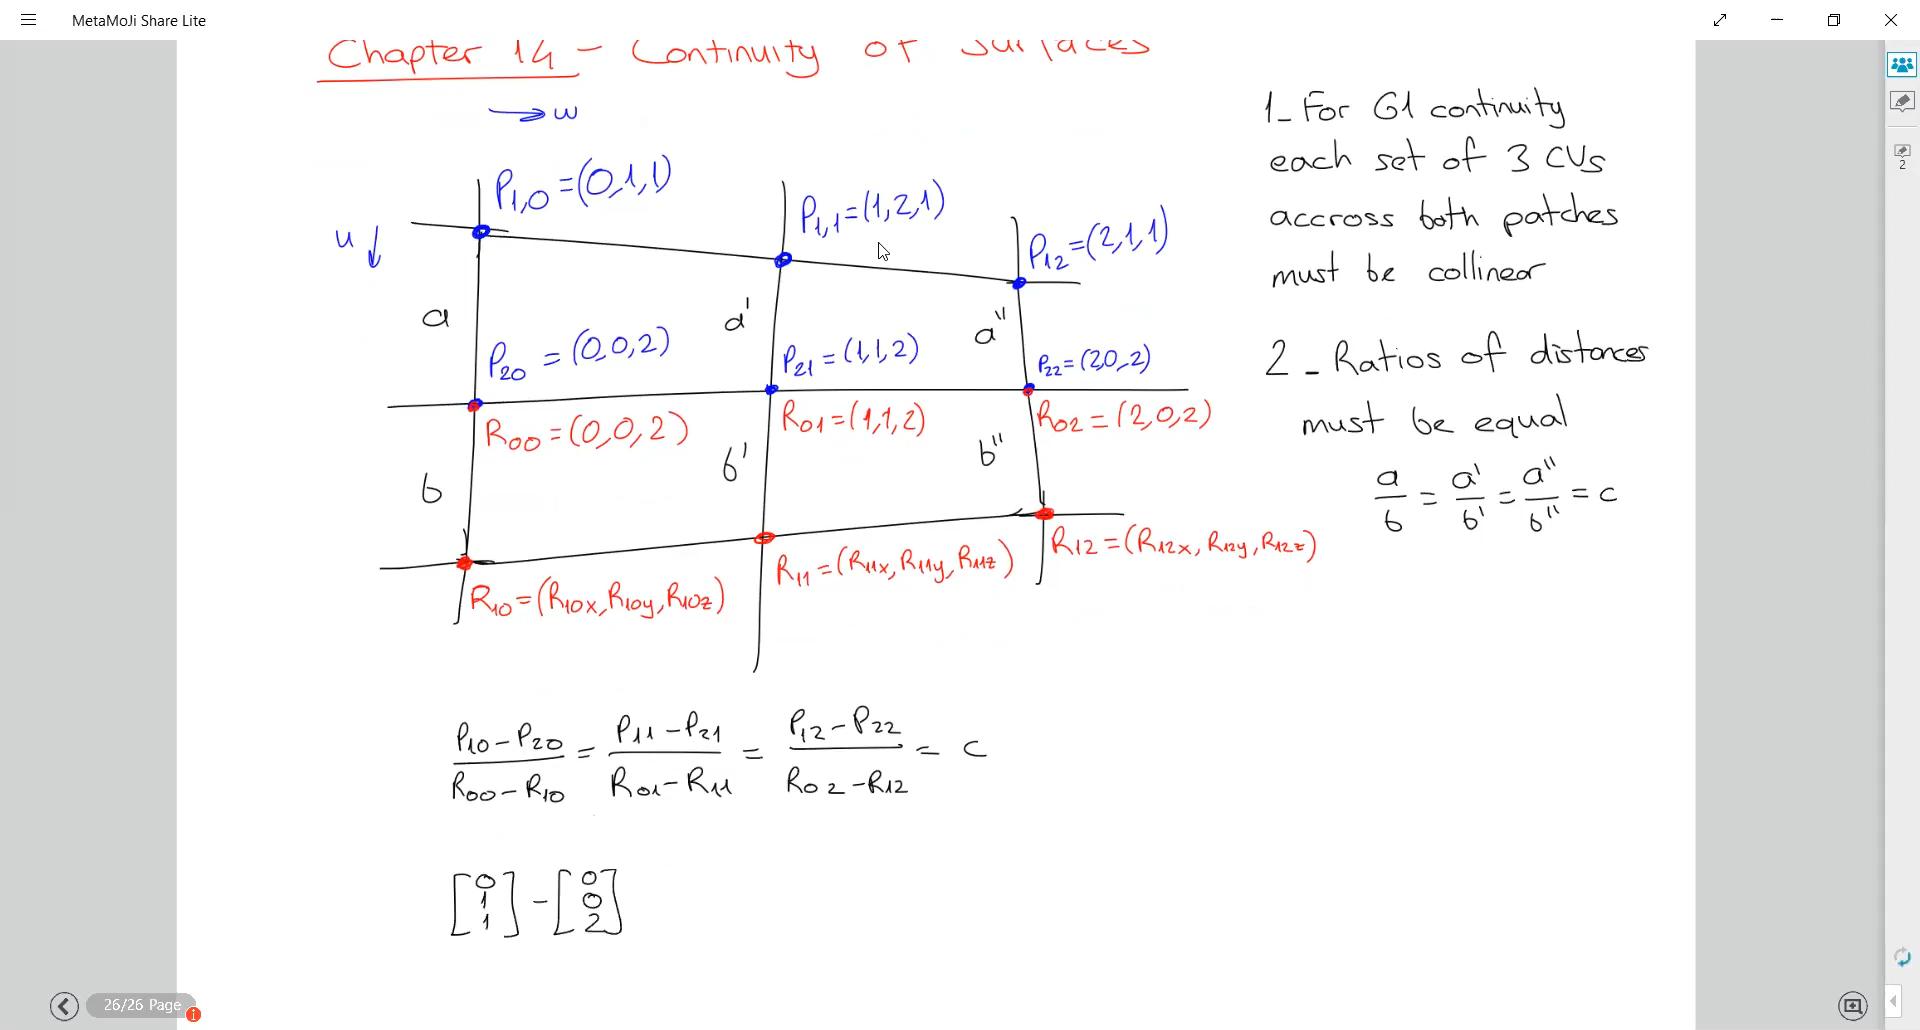 MetaMoJi Share Lite
Chapter 14 - Continuity of Surfaces
→ w
u ↓
P1,0 = (0,1,1)
P1,1 = (1,2,1)
P12 = (2,1,1)
a
a'
a''
P20 = (0,0,2)
P21 = (1,1,2)
P22 = (2,0,2)
R00 = (0,0,2)
R01 = (1,1,2)
R02 = (2,0,2)
b
b'
b''
R10 = (R10x, R10y, R10z)
R11 = (R11x, R11y, R11z)
R12 = (R12x, R12y, R12z)
1_ For G1 continuity
each set of 3 CVs
accross both patches
must be collinear
2_ Ratios of distances
must be equal
a/b = a'/b' = a''/b'' = c
P10-P20/R00-R10 = P11-P21/R01-R11 = P12-P22/R02-R12 = c
[0 1 1] - [0 0 2]
2
26/26 Page